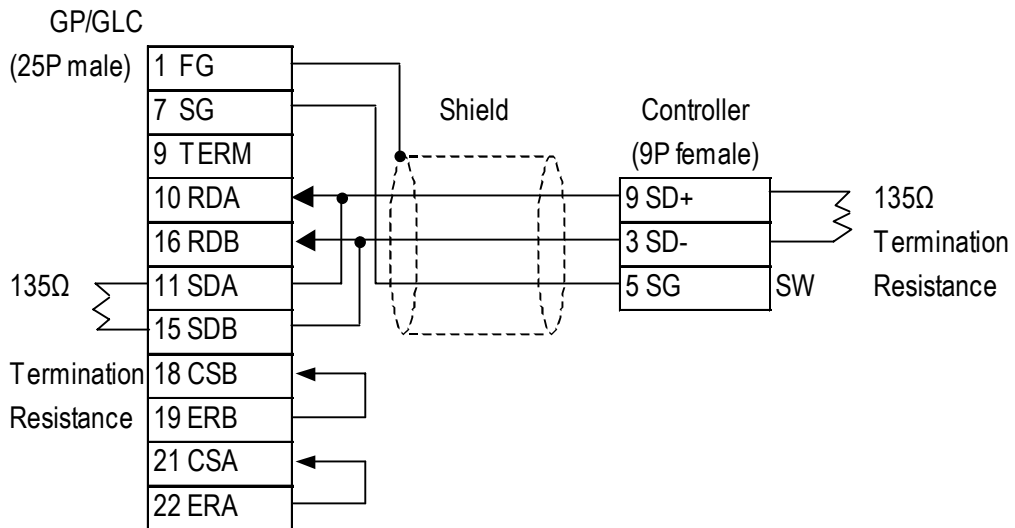 GP/GLC
(25P male)
1 FG
7 SG
9 TERM
10 RDA
16 RDB
11 SDA
15 SDB
18 CSB
19 ERB
21 CSA
22 ERA
135Ω
Termination
Resistance
Shield
Controller
(9P female)
9 SD+
3 SD-
5 SG
SW
135Ω
Termination
Resistance